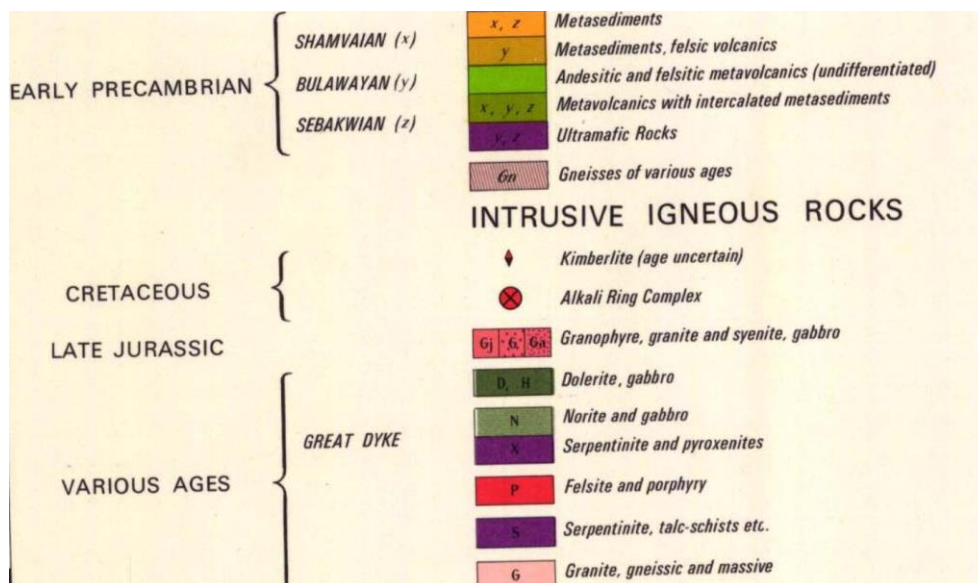 x, z Metasediments
SHAMVAIAN (x)
y Metasediments, felsic volcanics
EARLY PRECAMBRIAN BULAWAYAN (y) Andesitic and felsitic metavolcanics (undifferentiated)
x, y, z Metavolcanics with intercalated metasediments
SEBAKWIAN (z)
y, z Ultramafic Rocks
Gn Gneisses of various ages
INTRUSIVE IGNEOUS ROCKS
Kimberlite (age uncertain)
CRETACEOUS
Alkali Ring Complex
LATE JURASSIC Gj G Ga Granophyre, granite and syenite, gabbro
D, H Dolerite, gabbro
N Norite and gabbro
GREAT DYKE
X Serpentinite and pyroxenites
VARIOUS AGES P Felsite and porphyry
S Serpentinite, talc-schists etc.
G Granite, gneissic and massive